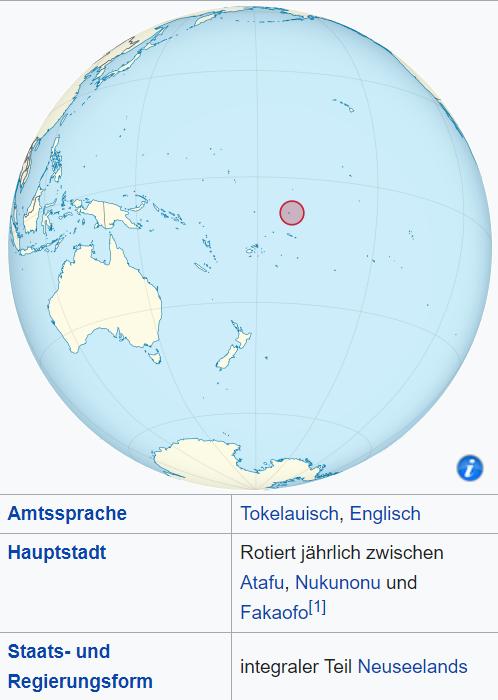 Amtssprache
Tokelauisch, Englisch
Hauptstadt
Rotiert jährlich zwischen
Atafu, Nukunonu und
Fakaofo[1]
Staats- und
Regierungsform
integraler Teil Neuseelands